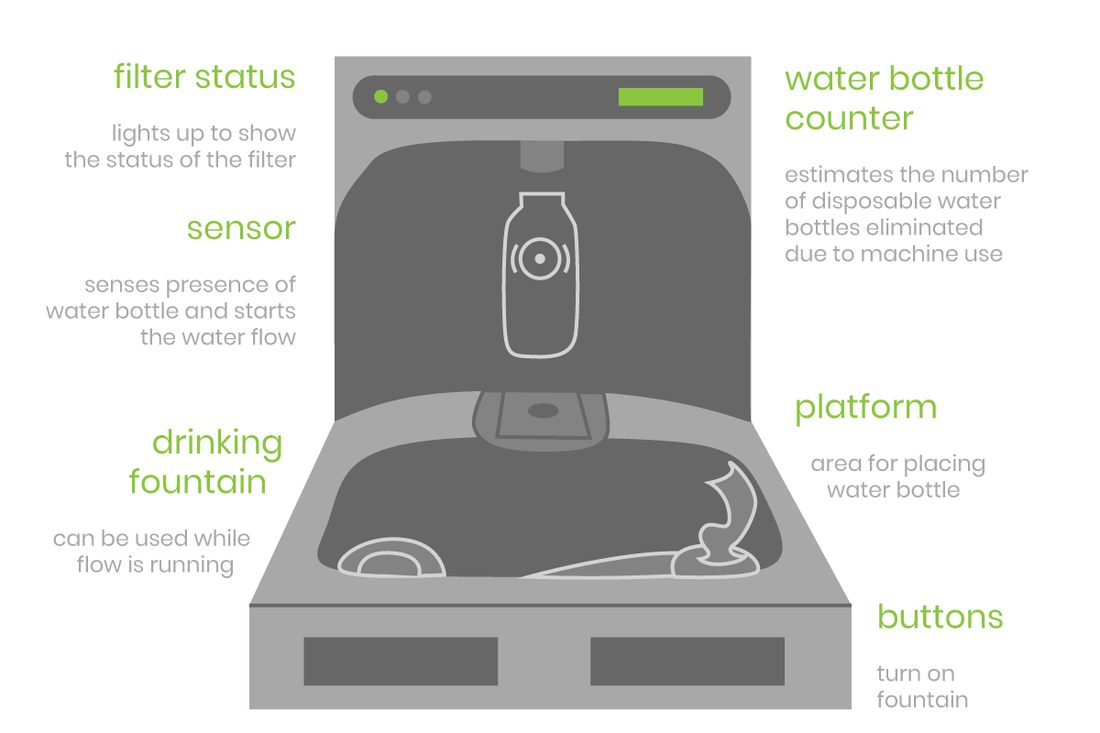 filter status
lights up to show
the status of the filter
sensor
senses presence of
water bottle and starts
the water flow
drinking
fountain
can be used while
flow is running
water bottle
counter
estimates the number
of disposable water
bottles eliminated
due to machine use
platform
area for placing
water bottle
buttons
turn on
fountain